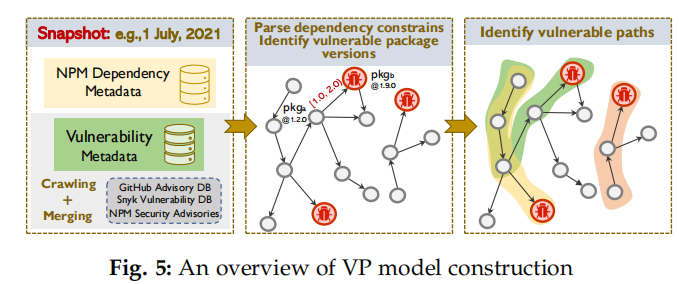 Snapshot: e.g.,1 July, 2021
NPM Dependency
Metadata
Vulnerability
Metadata
Crawling
+
Merging
GitHub Advisory DB
Snyk Vulnerability DB
NPM Security Advisories
Parse dependency constrains
Identify vulnerable package
versions
pkga
@1.2.0
[1.0, 2.0)
pkgb
@1.9.0
Identify vulnerable paths
Fig. 5: An overview of VP model construction